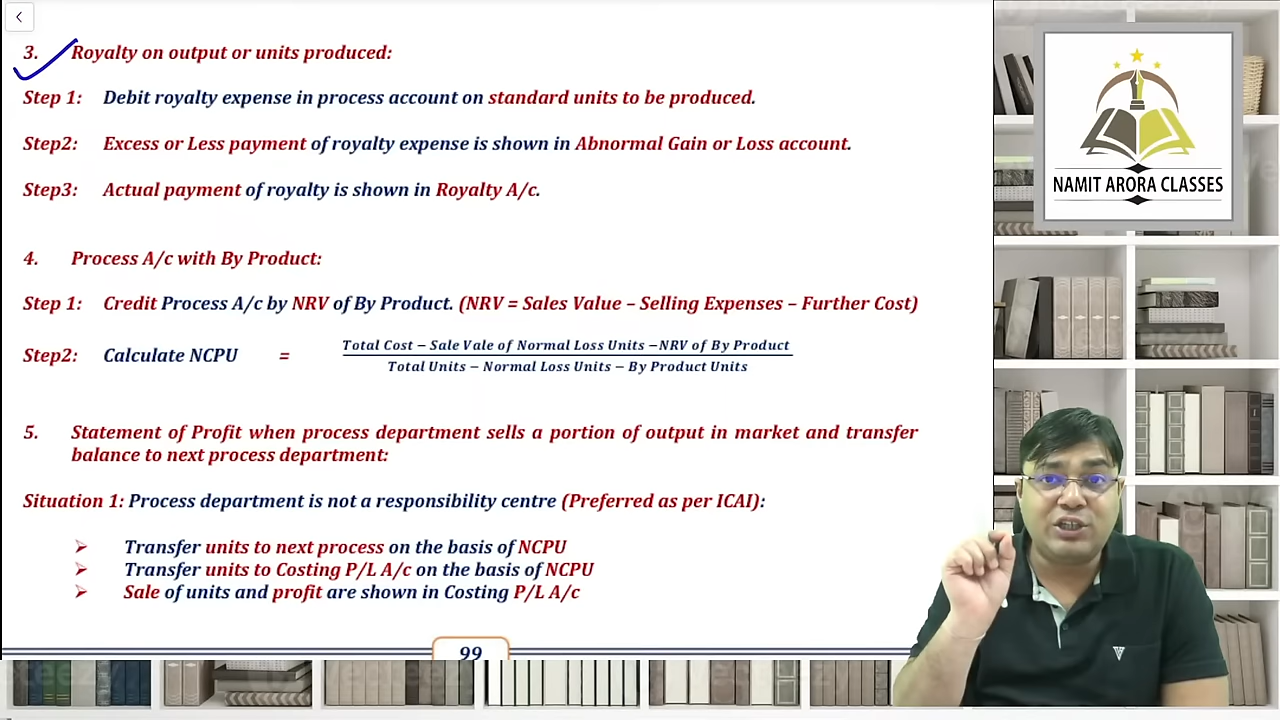 3. Royalty on output or units produced:
Step 1: Debit royalty expense in process account on standard units to be produced.
Step2: Excess or Less payment of royalty expense is shown in Abnormal Gain or Loss account.
Step3: Actual payment of royalty is shown in Royalty A/c.
4. Process A/c with By Product:
Step 1: Credit Process A/c by NRV of By Product. (NRV = Sales Value – Selling Expenses – Further Cost)
Step2: Calculate NCPU = Total Cost – Sale Vale of Normal Loss Units –NRV of By Product
Total Units – Normal Loss Units – By Product Units
5. Statement of Profit when process department sells a portion of output in market and transfer
balance to next process department:
Situation 1: Process department is not a responsibility centre (Preferred as per ICAI):
Transfer units to next process on the basis of NCPU
Transfer units to Costing P/L A/c on the basis of NCPU
Sale of units and profit are shown in Costing P/L A/c
99
NAMIT ARORA CLASSES